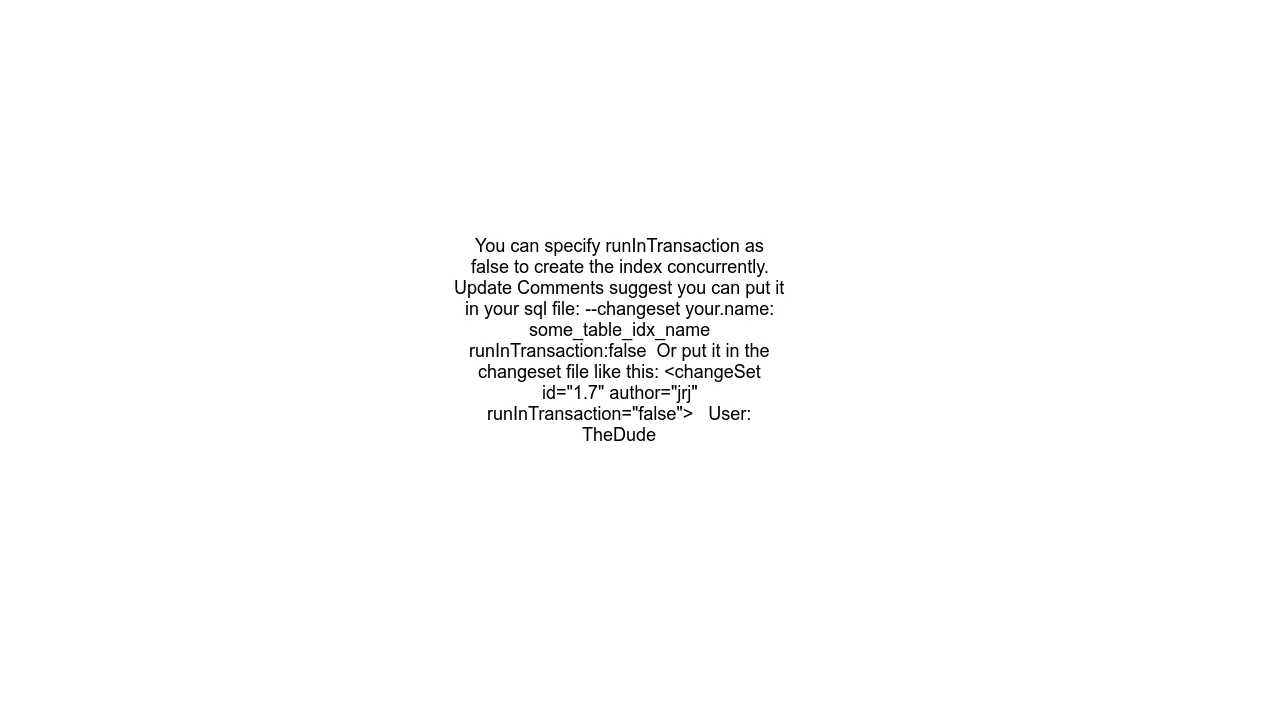 You can specify runInTransaction as
false to create the index concurrently.
Update Comments suggest you can put it
in your sql file: --changeset your.name:
some_table_idx_name
runInTransaction:false  Or put it in the
changeset file like this: <changeSet
id="1.7" author="jrj"
runInTransaction="false">   User:
TheDude